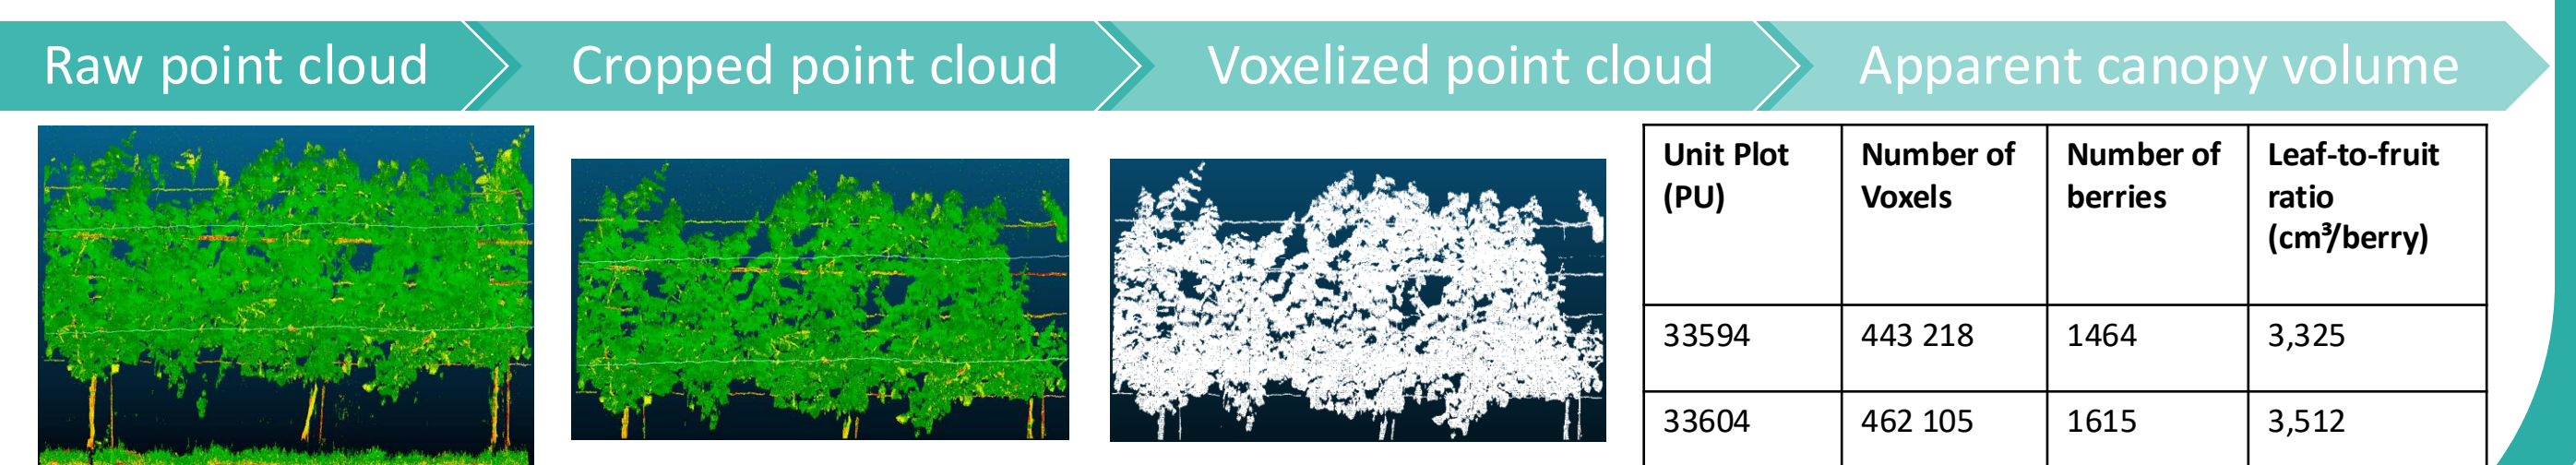 Raw point cloud
Cropped point cloud
Voxelized point cloud
Apparent canopy volume
Unit Plot
(PU)
Number of
Voxels
Number of
berries
Leaf-to-fruit
ratio
(cm³/berry)
33594
443 218
1464
3,325
33604
462 105
1615
3,512